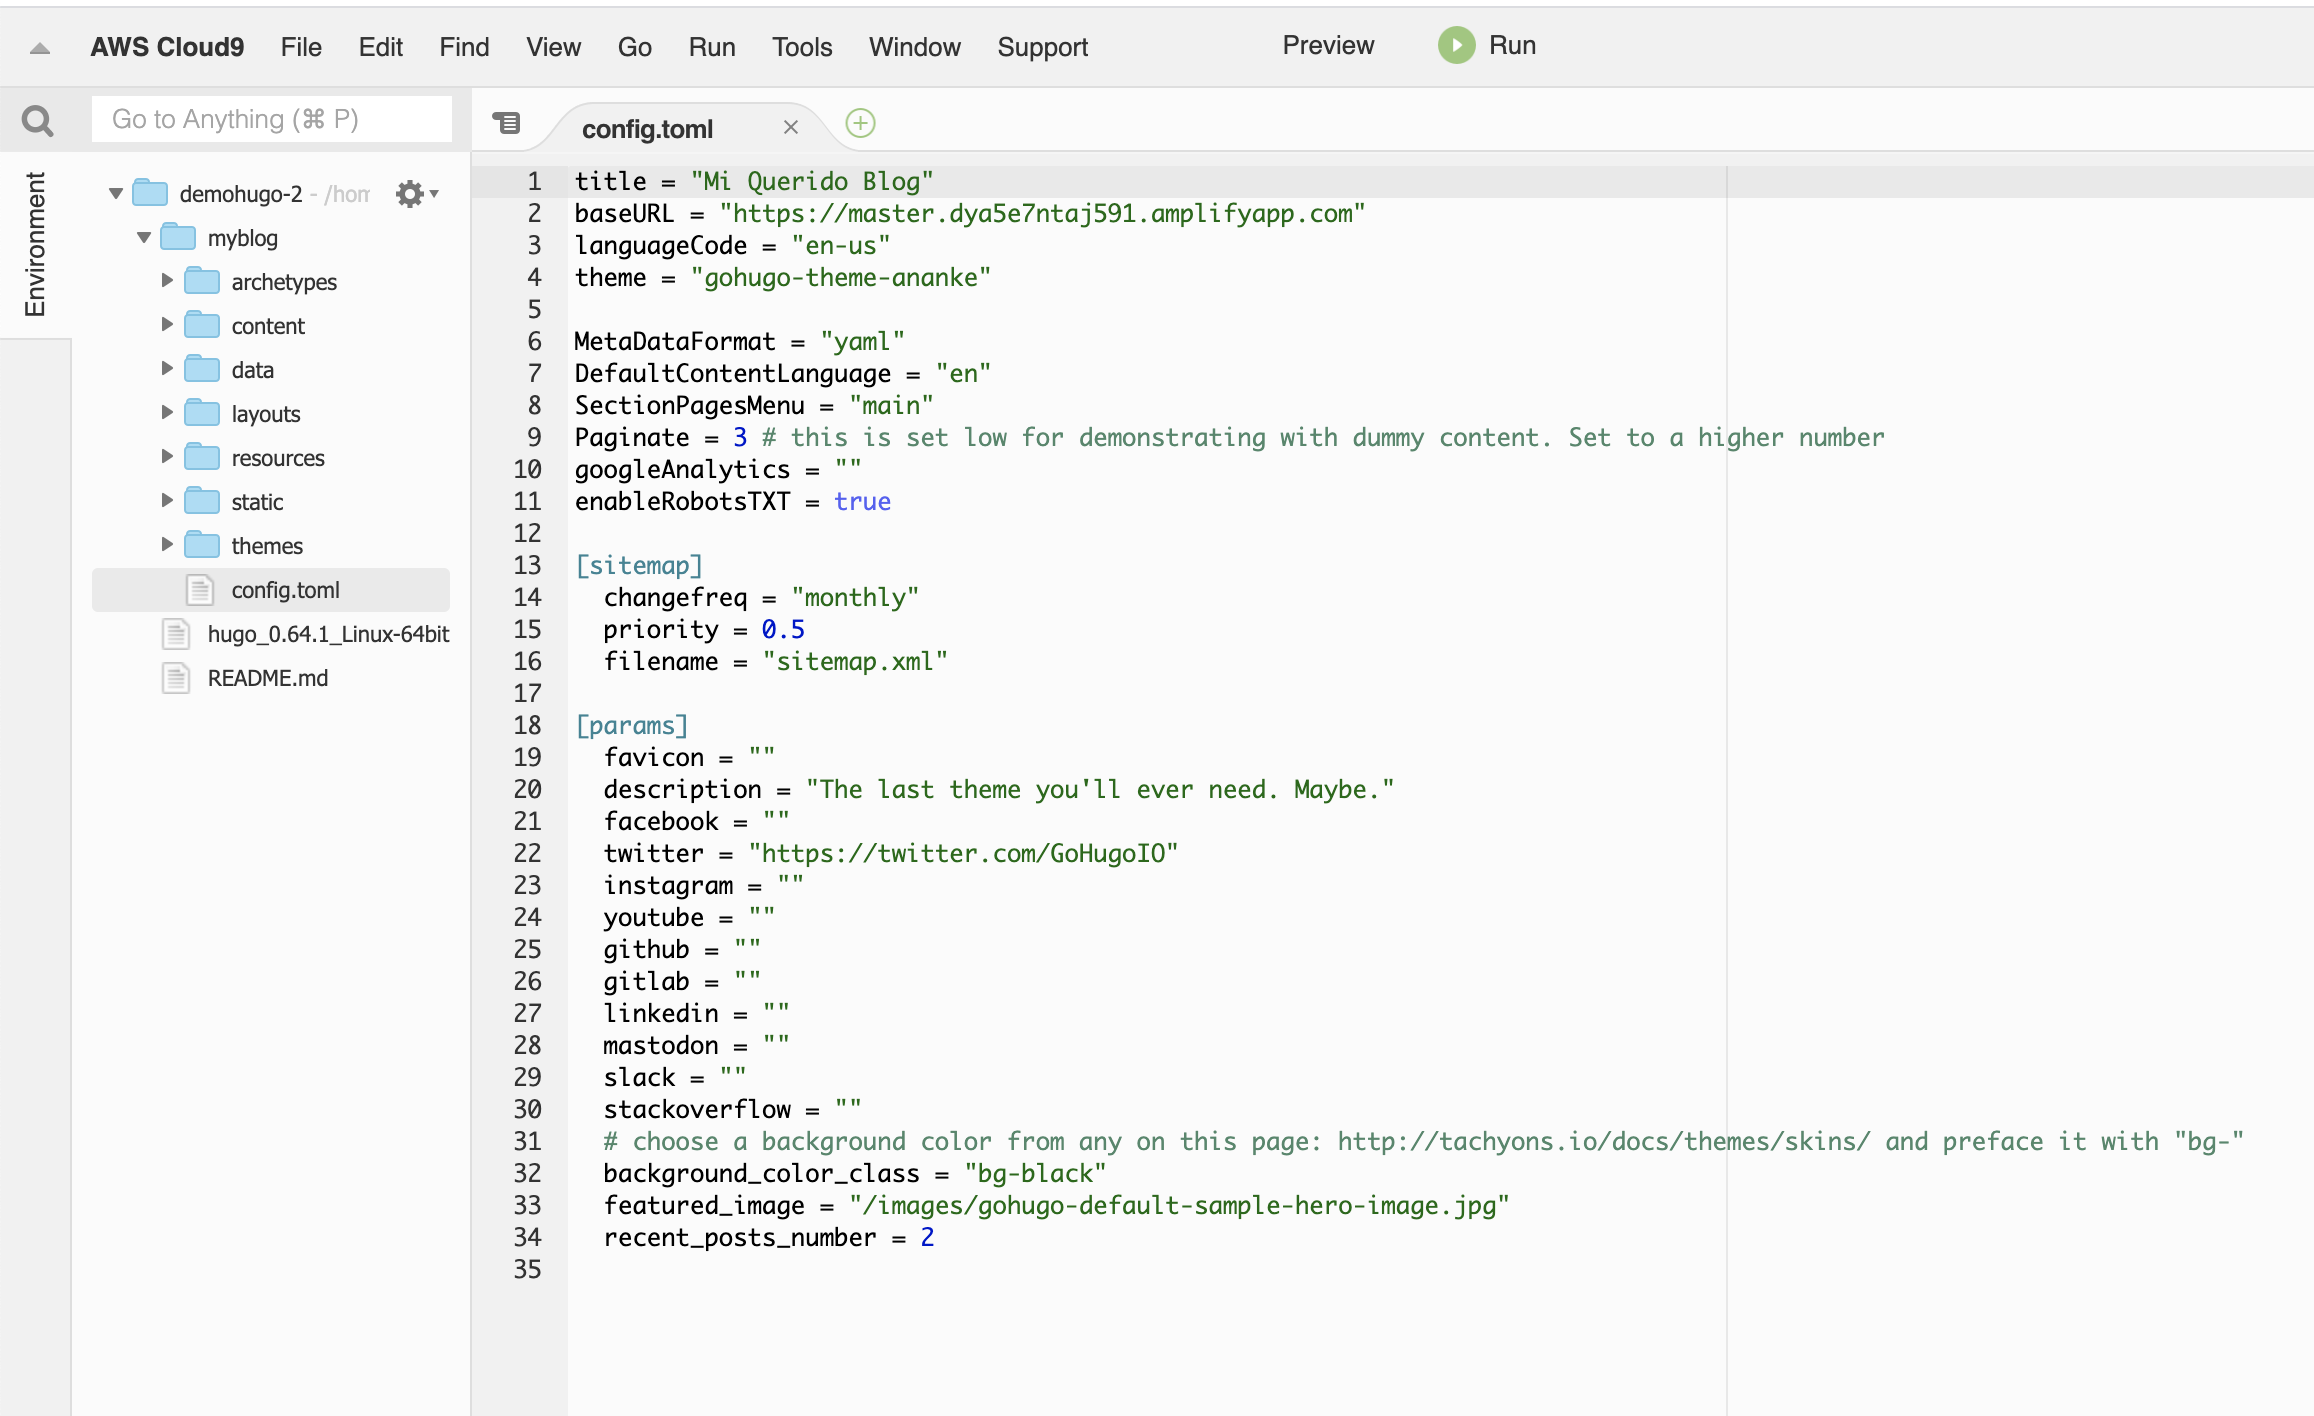 AWS Cloud9 File Edit Find View Go Run Tools Window Support Preview Run
Go to Anything (⌘ P)
config.toml
Environment
demohugo-2 - /hom
myblog
archetypes
content
data
layouts
resources
static
themes
config.toml
hugo_0.64.1_Linux-64bit
README.md
1 title = "Mi Querido Blog"
2 baseURL = "https://master.dya5e7ntaj591.amplifyapp.com"
3 languageCode = "en-us"
4 theme = "gohugo-theme-ananke"
5
6 MetaDataFormat = "yaml"
7 DefaultContentLanguage = "en"
8 SectionPagesMenu = "main"
9 Paginate = 3 # this is set low for demonstrating with dummy content. Set to a higher number
10 googleAnalytics = ""
11 enableRobotsTXT = true
12
13 [sitemap]
14   changefreq = "monthly"
15   priority = 0.5
16   filename = "sitemap.xml"
17
18 [params]
19   favicon = ""
20   description = "The last theme you'll ever need. Maybe."
21   facebook = ""
22   twitter = "https://twitter.com/GoHugoIO"
23   instagram = ""
24   youtube = ""
25   github = ""
26   gitlab = ""
27   linkedin = ""
28   mastodon = ""
29   slack = ""
30   stackoverflow = ""
31   # choose a background color from any on this page: http://tachyons.io/docs/themes/skins/ and preface it with "bg-"
32   background_color_class = "bg-black"
33   featured_image = "/images/gohugo-default-sample-hero-image.jpg"
34   recent_posts_number = 2
35